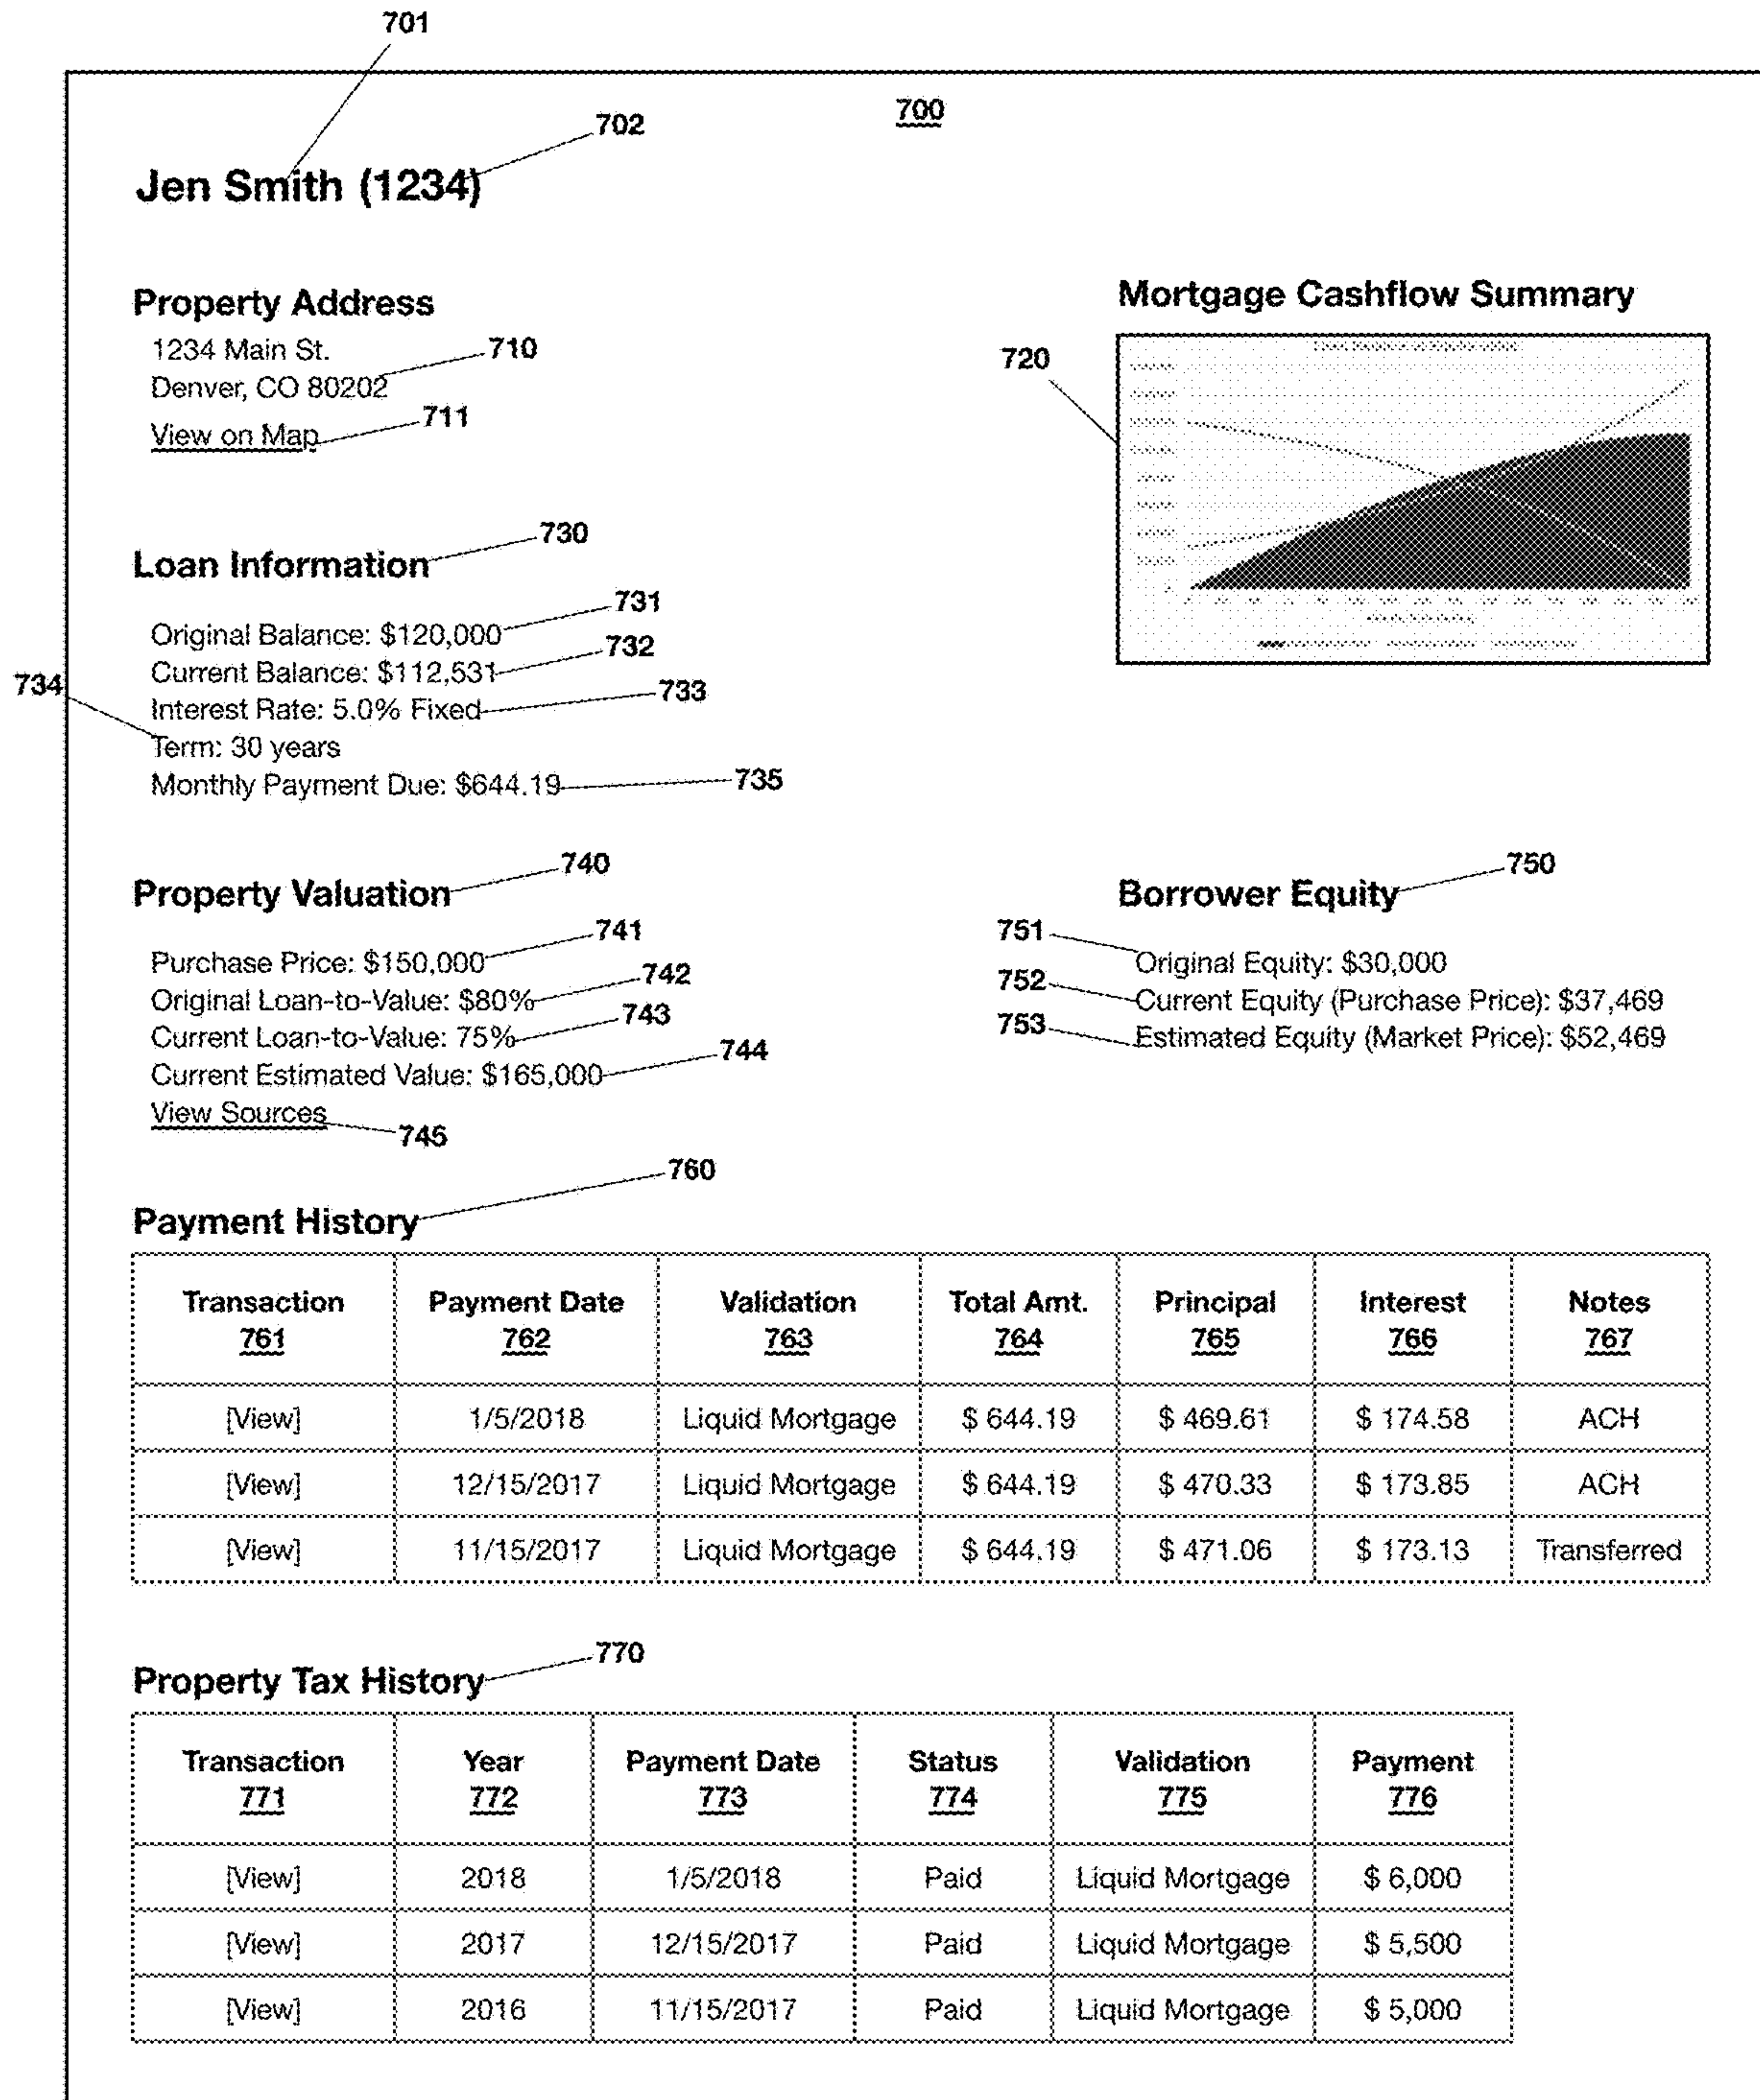 701
700
702
Jen Smith (1234)
Property Address
1234 Main St.
710
Denver, CO 80202
711
View on Map
Mortgage Cashflow Summary
720
730
Loan Information
731
Original Balance: $120,000
732
Current Balance: $112,531
733
734
Interest Rate: 5.0% Fixed
Term: 30 years
Monthly Payment Due: $644.19
735
740
Property Valuation
741
Purchase Price: $150,000
742
Original Loan-to-Value: $80%
743
Current Loan-to-Value: 75%
744
Current Estimated Value: $165,000
View Sources
745
750
Borrower Equity
751
Original Equity: $30,000
752
Current Equity (Purchase Price): $37,469
753
Estimated Equity (Market Price): $52,469
760
Payment History
Transaction Payment Date Validation Total Amt. Principal Interest Notes
761 762 763 764 765 766 767
[View] 1/5/2018 Liquid Mortgage $ 644.19 $ 469.61 $ 174.58 ACH
[View] 12/15/2017 Liquid Mortgage $ 644.19 $ 470.33 $ 173.85 ACH
[View] 11/15/2017 Liquid Mortgage $ 644.19 $ 471.06 $ 173.13 Transferred
770
Property Tax History
Transaction Year Payment Date Status Validation Payment
771 772 773 774 775 776
[View] 2018 1/5/2018 Paid Liquid Mortgage $ 6,000
[View] 2017 12/15/2017 Paid Liquid Mortgage $ 5,500
[View] 2016 11/15/2017 Paid Liquid Mortgage $ 5,000